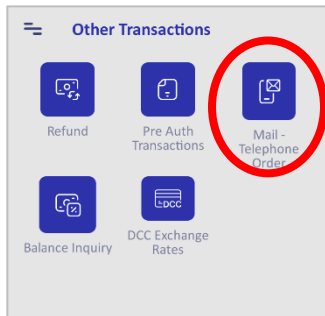 Other Transactions
Refund
Pre Auth
Transactions
Mail -
Telephone
Order
DCC
Balance Inquiry
DCC Exchange
Rates